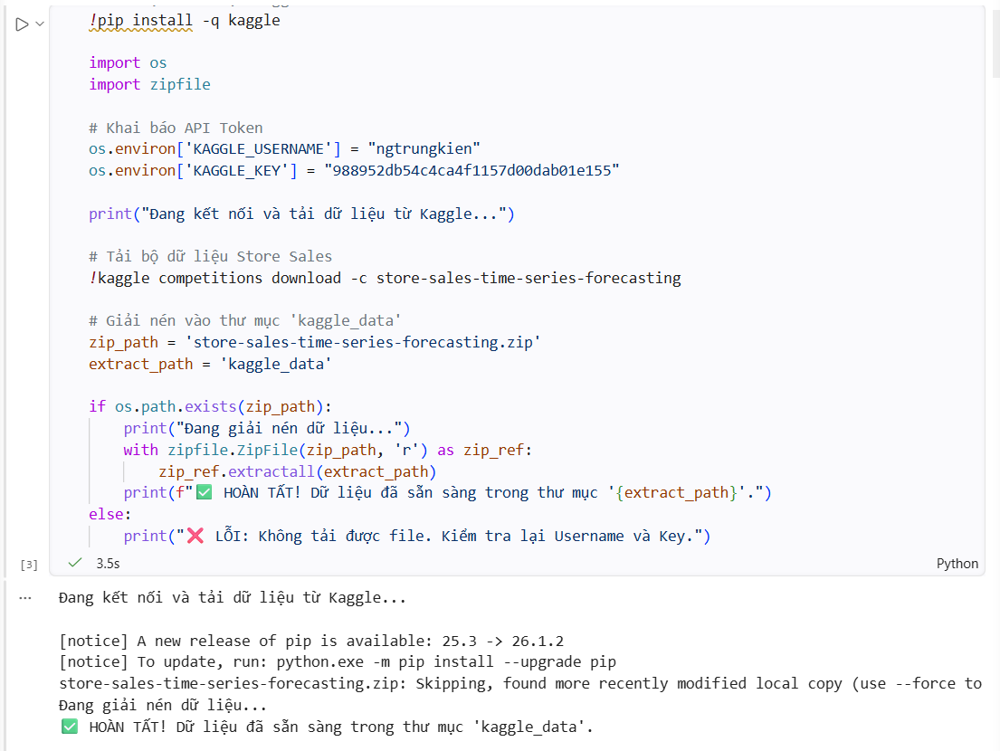 !pip install -q kaggle
import os
import zipfile
# Khai báo API Token
os.environ['KAGGLE_USERNAME'] = "ngtrungkien"
os.environ['KAGGLE_KEY'] = "988952db54c4ca4f1157d00dab01e155"
print("Đang kết nối và tải dữ liệu từ Kaggle...")
# Tải bộ dữ liệu Store Sales
!kaggle competitions download -c store-sales-time-series-forecasting
# Giải nén vào thư mục 'kaggle_data'
zip_path = 'store-sales-time-series-forecasting.zip'
extract_path = 'kaggle_data'
if os.path.exists(zip_path):
    print("Đang giải nén dữ liệu...")
    with zipfile.ZipFile(zip_path, 'r') as zip_ref:
        zip_ref.extractall(extract_path)
    print(f"✅ HOÀN TẤT! Dữ liệu đã sẵn sàng trong thư mục '{extract_path}'.")
else:
    print("❌ LỖI: Không tải được file. Kiểm tra lại Username và Key.")
[3] 3.5s Python
Đang kết nối và tải dữ liệu từ Kaggle...
[notice] A new release of pip is available: 25.3 -> 26.1.2
[notice] To update, run: python.exe -m pip install --upgrade pip
store-sales-time-series-forecasting.zip: Skipping, found more recently modified local copy (use --force to
Đang giải nén dữ liệu...
✅ HOÀN TẤT! Dữ liệu đã sẵn sàng trong thư mục 'kaggle_data'.